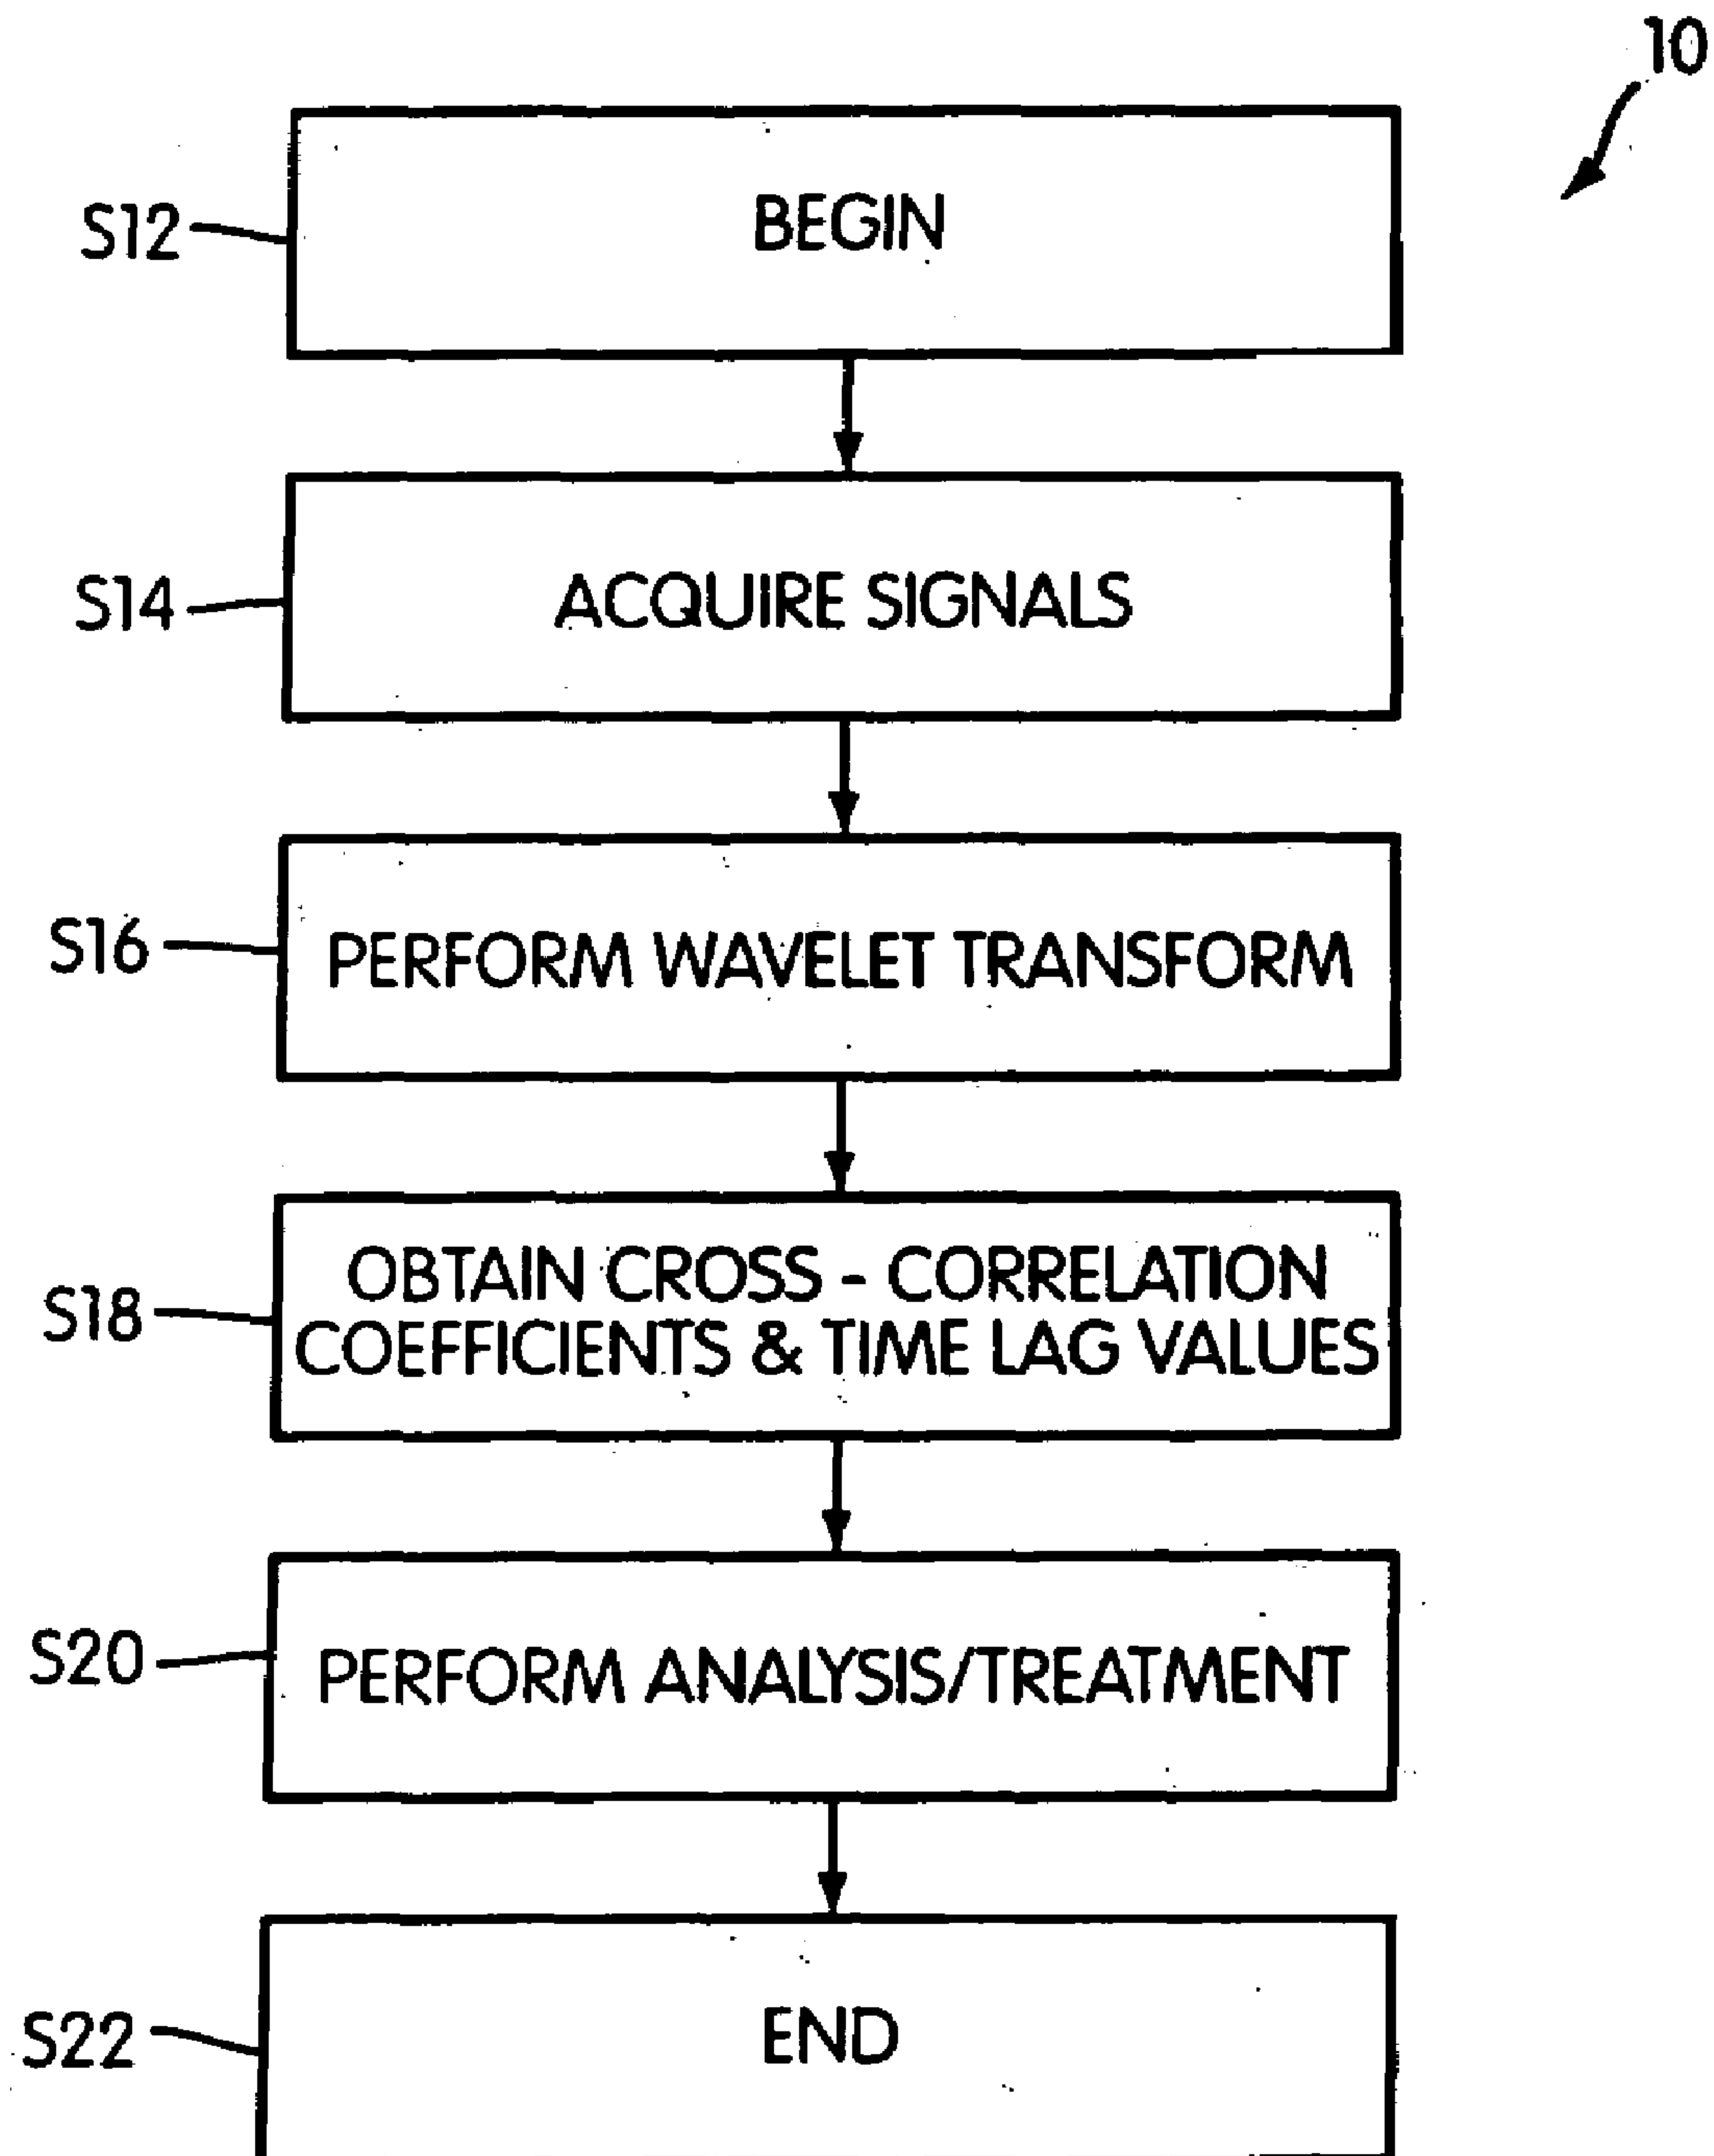 10
S12
BEGIN
S14
ACQUIRE SIGNALS
S16
PERFORM WAVELET TRANSFORM
S18
OBTAIN CROSS - CORRELATION
COEFFICIENTS & TIME LAG VALUES
S20
PERFORM ANALYSIS/TREATMENT
S22
END